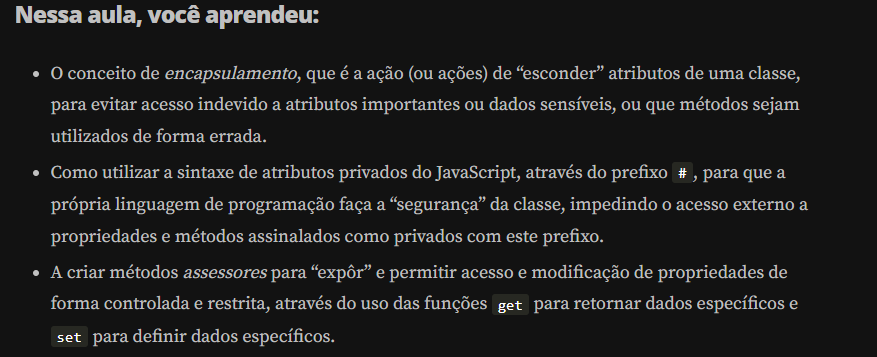 Nessa aula, você aprendeu:
• O conceito de encapsulamento, que é a ação (ou ações) de “esconder” atributos de uma classe,
para evitar acesso indevido a atributos importantes ou dados sensíveis, ou que métodos sejam
utilizados de forma errada.
• Como utilizar a sintaxe de atributos privados do JavaScript, através do prefixo #, para que a
própria linguagem de programação faça a “segurança” da classe, impedindo o acesso externo a
propriedades e métodos assinalados como privados com este prefixo.
• A criar métodos assessores para “expôr” e permitir acesso e modificação de propriedades de
forma controlada e restrita, através do uso das funções get para retornar dados específicos e
set para definir dados específicos.